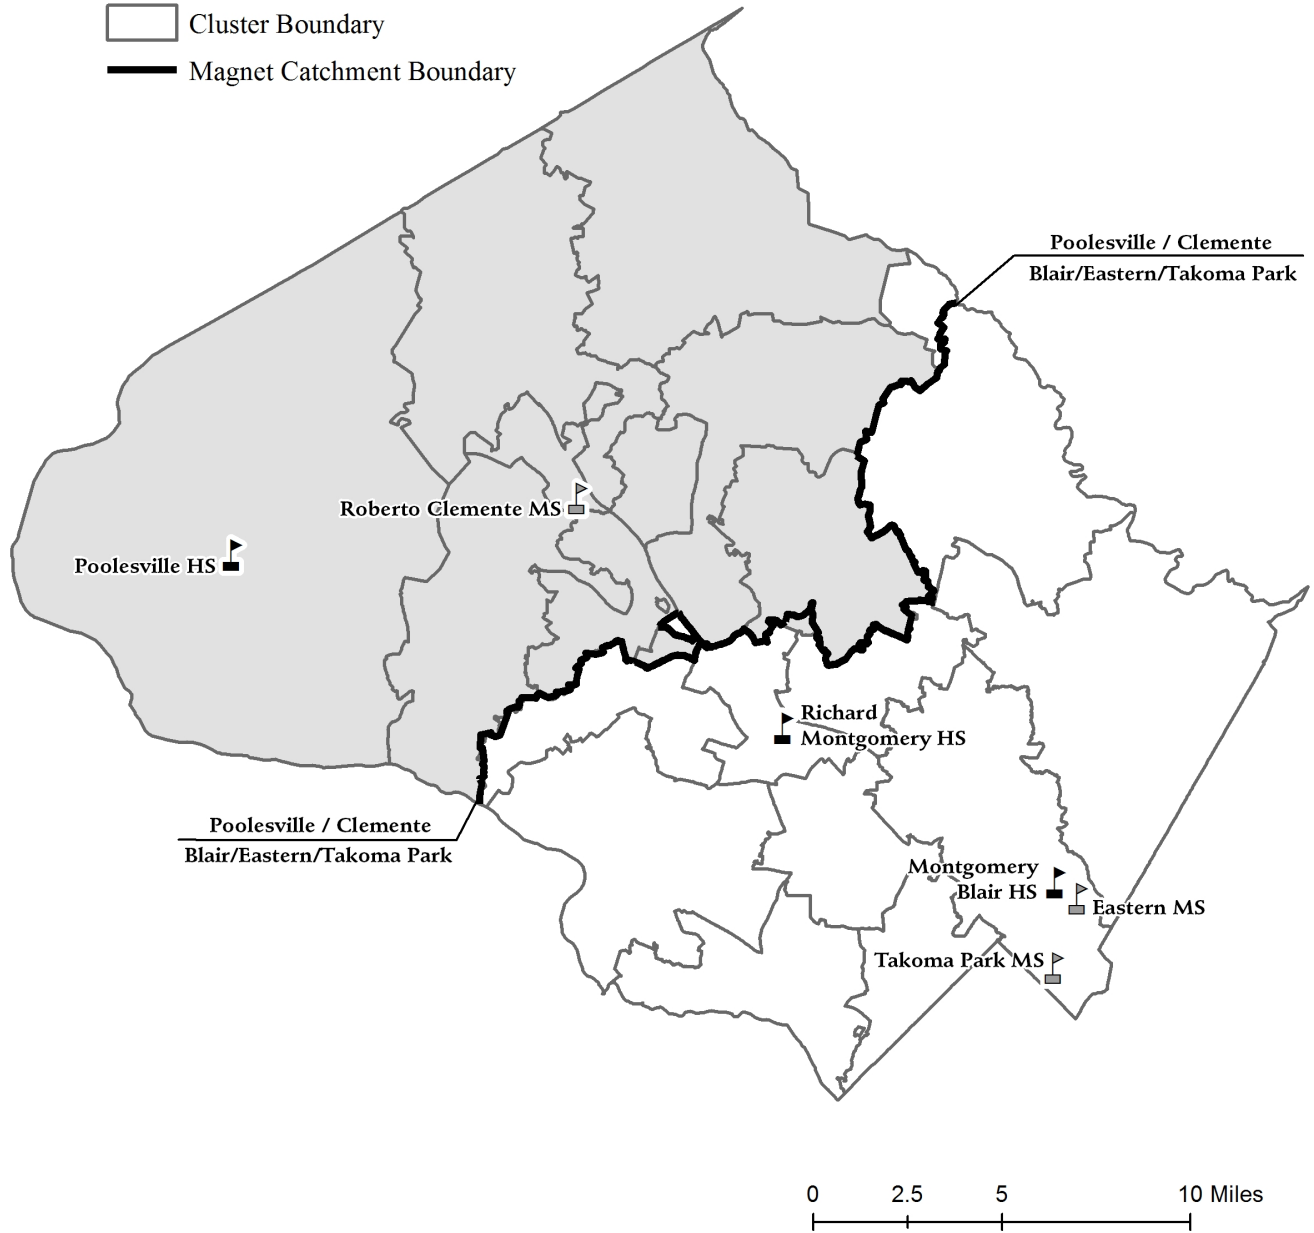 Cluster Boundary
Magnet Catchment Boundary
Poolesville / Clemente
Blair/Eastern/Takoma Park
Roberto Clemente MS
Poolesville HS
Richard
Montgomery HS
Poolesville / Clemente
Blair/Eastern/Takoma Park
Montgomery
Blair HS
Eastern MS
Takoma Park MS
0 2.5 5 10 Miles